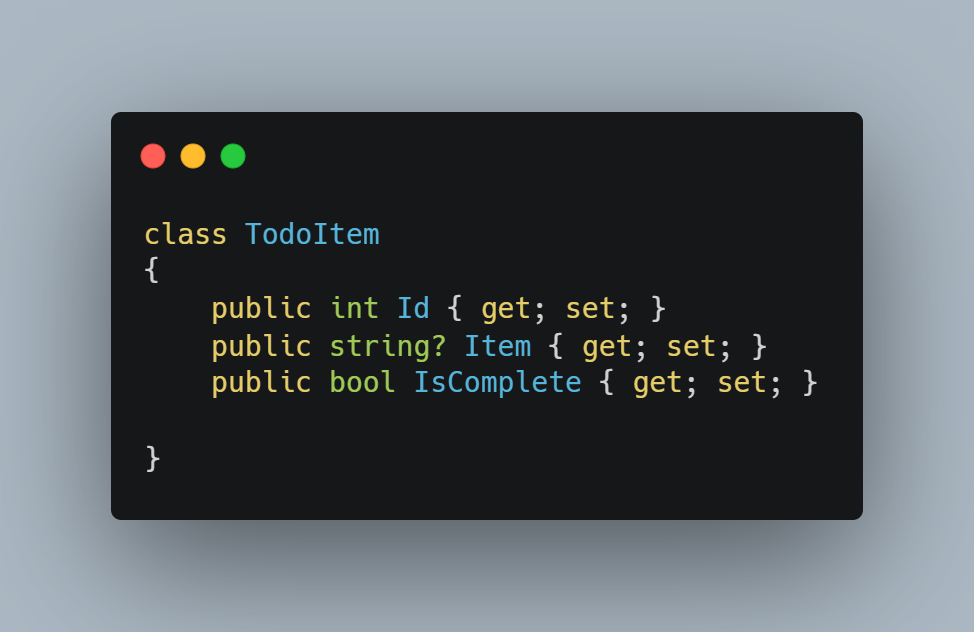 class TodoItem
{
    public int Id { get; set; }
    public string? Item { get; set; }
    public bool IsComplete { get; set; }

}